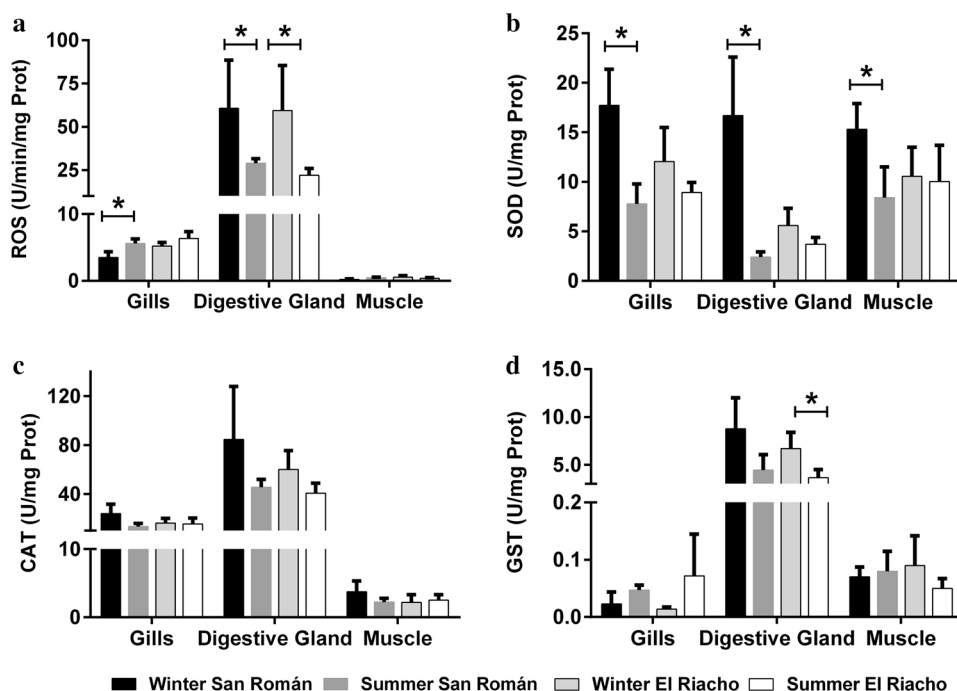 a
ROS (U/min/mg Prot)
100
75
50
25
10
5
0
*
*
*
Gills Digestive Gland Muscle
b
SOD (U/mg Prot)
25
20
15
10
5
0
*
*
*
Gills Digestive Gland Muscle
c
CAT (U/mg Prot)
120
80
40
10
5
0
Gills Digestive Gland Muscle
d
GST (U/mg Prot)
15.0
10.0
5.0
0.2
0.1
0.0
*
Gills Digestive Gland Muscle
Winter San Román Summer San Román Winter El Riacho Summer El Riacho